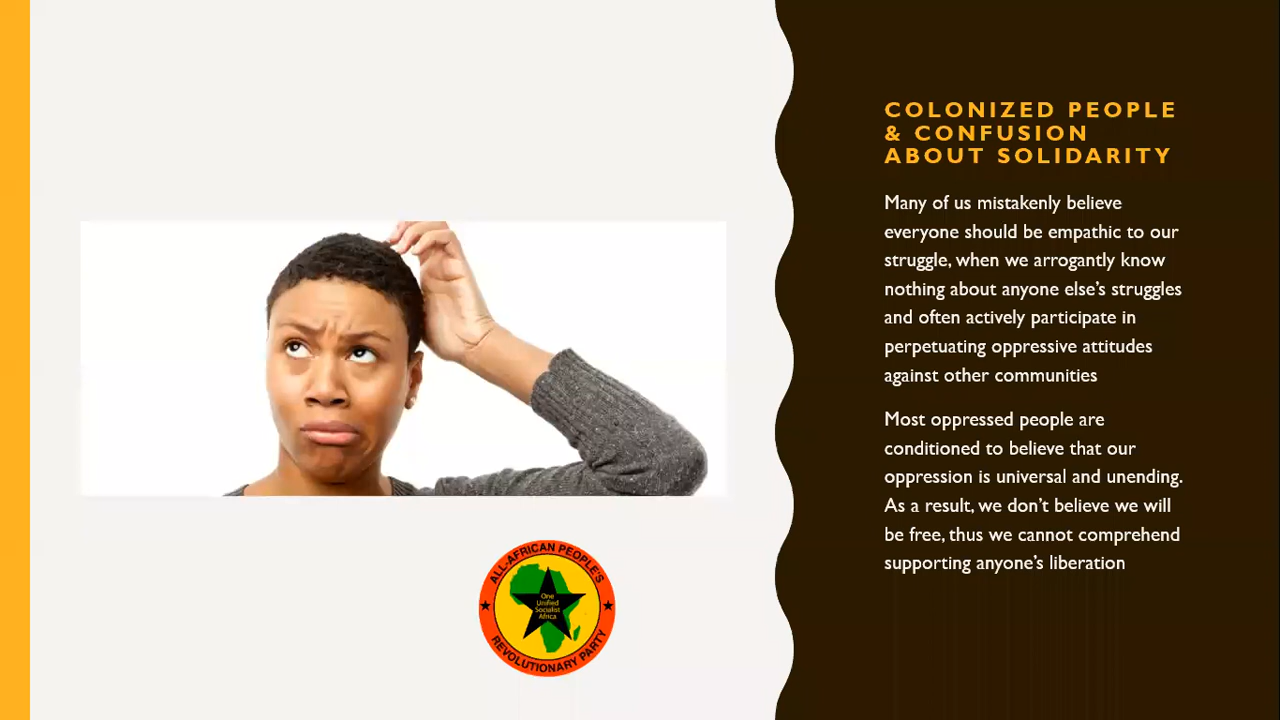 COLONIZED PEOPLE
& CONFUSION
ABOUT SOLIDARITY
Many of us mistakenly believe
everyone should be empathic to our
struggle, when we arrogantly know
nothing about anyone else's struggles
and often actively participate in
perpetuating oppressive attitudes
against other communities
Most oppressed people are
conditioned to believe that our
oppression is universal and unending.
As a result, we don't believe we will
be free, thus we cannot comprehend
supporting anyone's liberation
ALL-AFRICAN PEOPLE'S
One
Unified
Socialist
Africa
REVOLUTIONARY PARTY